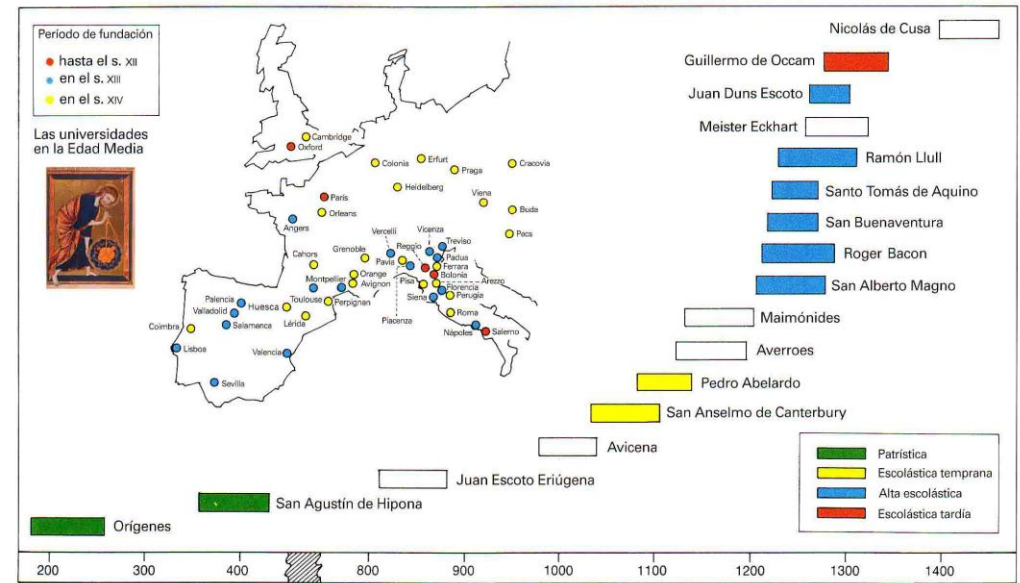 Período de fundación
hasta el s. XII
en el s. XIII
en el s. XIV
Las universidades
en la Edad Media
Cambridge
Oxford
Colonia
Erfurt
Praga
Cracovia
Heidelberg
Viena
París
Buda
Orleans
Angers
Pecs
Vercelli
Vicenza
Treviso
Grenoble
Reggio
Padua
Cahors
Pavía
Ferrara
Orange
Bolonia
Montpellier
Avignon
Pisa
Arezzo
Florencia
Palencia
Huesca
Toulouse
Perpignan
Siena
Perugia
Valladolid
Coimbra
Salamanca
Lérida
Piacenza
Roma
Nápoles
Salerno
Lisboa
Valencia
Sevilla
Nicolás de Cusa
Guillermo de Occam
Juan Duns Escoto
Meister Eckhart
Ramón Llull
Santo Tomás de Aquino
San Buenaventura
Roger Bacon
San Alberto Magno
Maimónides
Averroes
Pedro Abelardo
San Anselmo de Canterbury
Avicena
Juan Escoto Eriúgena
San Agustín de Hipona
Orígenes
Patrística
Escolástica temprana
Alta escolástica
Escolástica tardía
200 300 400 800 900 1000 1100 1200 1300 1400